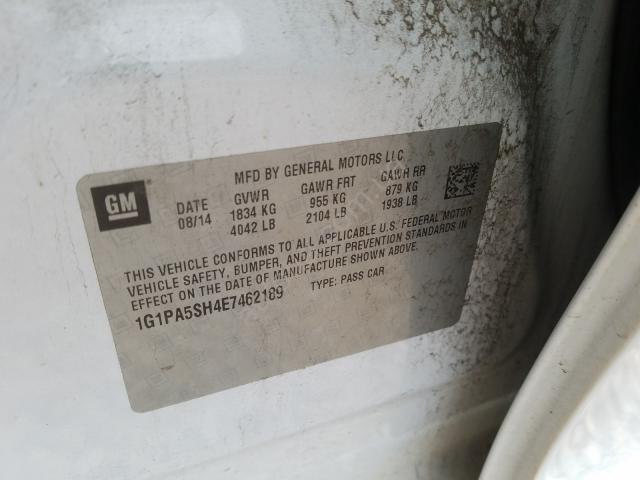 MFD BY GENERAL MOTORS LLC
GM
DATE GVWR GAWR FRT GAWR RR
08/14 1834 KG 955 KG 879 KG
4042 LB 2104 LB 1938 LB
THIS VEHICLE CONFORMS TO ALL APPLICABLE U.S. FEDERAL MOTOR
VEHICLE SAFETY, BUMPER, AND THEFT PREVENTION STANDARDS IN
EFFECT ON THE DATE OF MANUFACTURE SHOWN ABOVE.
1G1PA5SH4E7462189 TYPE: PASS CAR